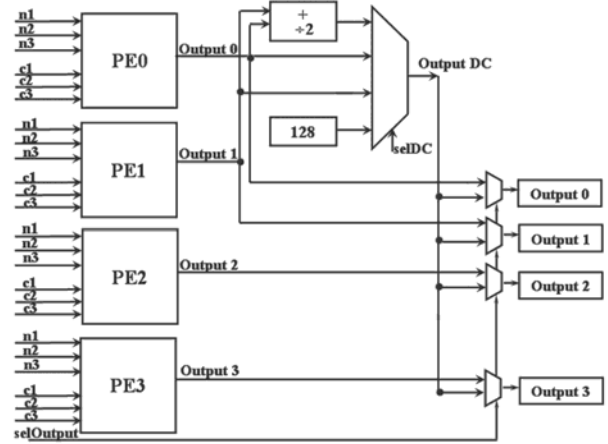 n1
n2
n3
c1
c2
c3
PE0
Output 0
+
÷2
Output DC
128
selDC
n1
n2
n3
c1
c2
c3
PE1
Output 1
Output 0
Output 1
n1
n2
n3
c1
c2
c3
PE2
Output 2
Output 2
n1
n2
n3
c1
c2
c3
PE3
Output 3
Output 3
selOutput